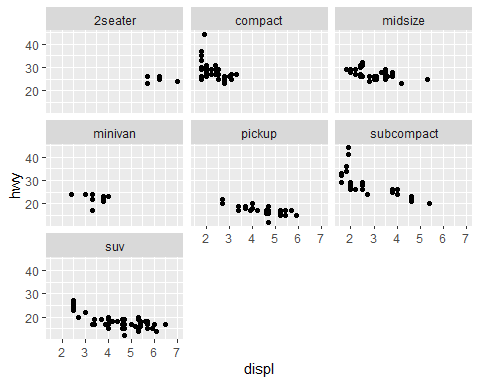 2seater compact midsize
40
30
20
minivan pickup subcompact
40
30
20
2 3 4 5 6 7 2 3 4 5 6 7
suv
40
30
20
2 3 4 5 6 7
hwy
displ